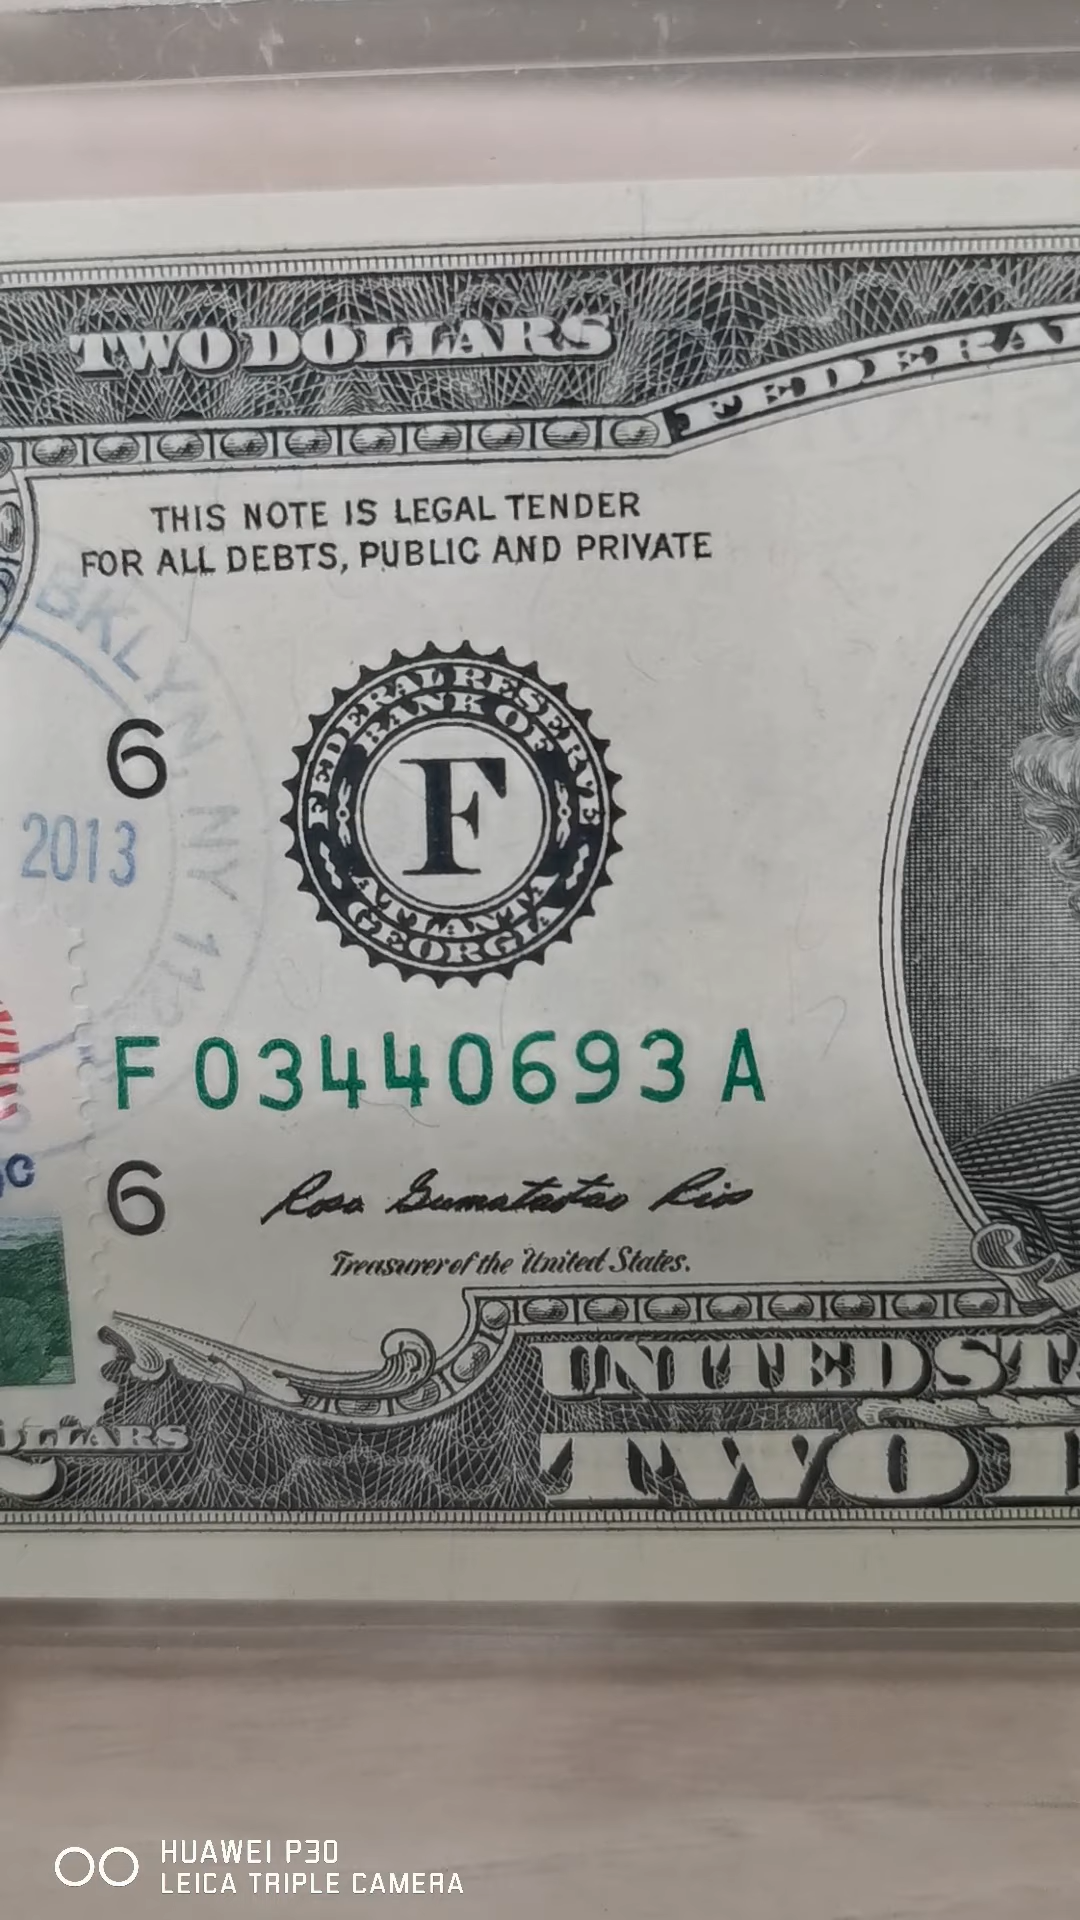 TWO DOLLARS
FEDERA
THIS NOTE IS LEGAL TENDER
FOR ALL DEBTS, PUBLIC AND PRIVATE
BKLYN, NY 11
6
FEDERAL RESERVE
BANK OF
F
ATLANTA
GEORGIA
2013
F 03440693 A
6
Rosa Gumataotao Rios
Treasurer of the United States.
UNITED STA
LLARS
TWO
HUAWEI P30
LEICA TRIPLE CAMERA